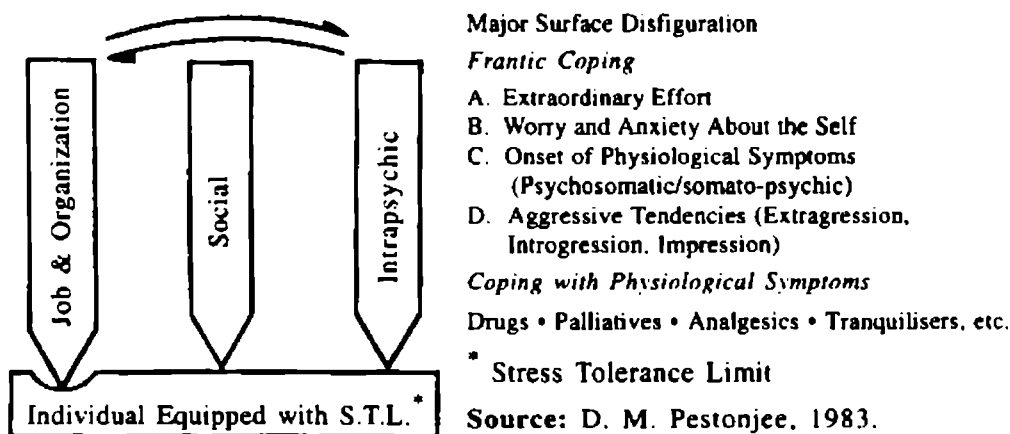 Job & Organization
Social
Intrapsychic
Individual Equipped with S.T.L.*
Major Surface Disfiguration
Frantic Coping
A. Extraordinary Effort
B. Worry and Anxiety About the Self
C. Onset of Physiological Symptoms
(Psychosomatic/somato-psychic)
D. Aggressive Tendencies (Extragression,
Introgression, Impression)
Coping with Physiological Symptoms
Drugs • Palliatives • Analgesics • Tranquilisers, etc.
* Stress Tolerance Limit
Source: D. M. Pestonjee, 1983.